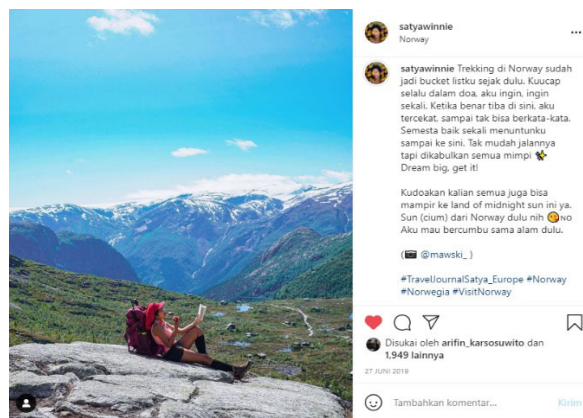 satyawinnie
Norway
satyawinnie Trekking di Norway sudah
jadi bucket listku sejak dulu. Kuucap
selalu dalam doa, aku ingin, ingin
sekali. Ketika benar tiba di sini, aku
tercekat, sampai tak bisa berkata-kata.
Semesta baik sekali menuntunku
sampai ke sini. Tak mudah jalannya
tapi dikabulkan semua mimpi
Dream big, get it!
Kudoakan kalian semua juga bisa
mampir ke land of midnight sun ini ya.
Sun (cium) dari Norway dulu nih 😘NO
Aku mau bercumbu sama alam dulu.
(📷 @mawski_ )
#TravelJournalSatya_Europe #Norway
#Norwegia #VisitNorway
Disukai oleh arifin_karsosuwito dan
1,949 lainnya
27 JUNI 2019
Tambahkan komentar...
Kirim